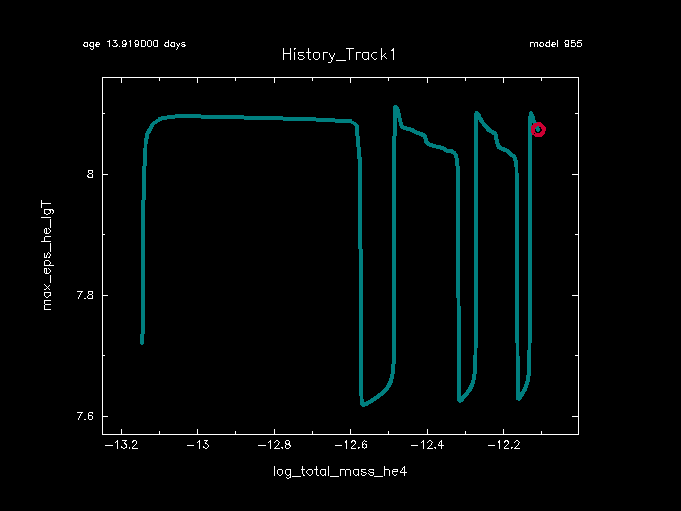 age 13.919000 days
model 955
History_Track1
8
7.8
7.6
max_eps_he_lgT
-13.2 -13 -12.8 -12.6 -12.4 -12.2
log_total_mass_he4